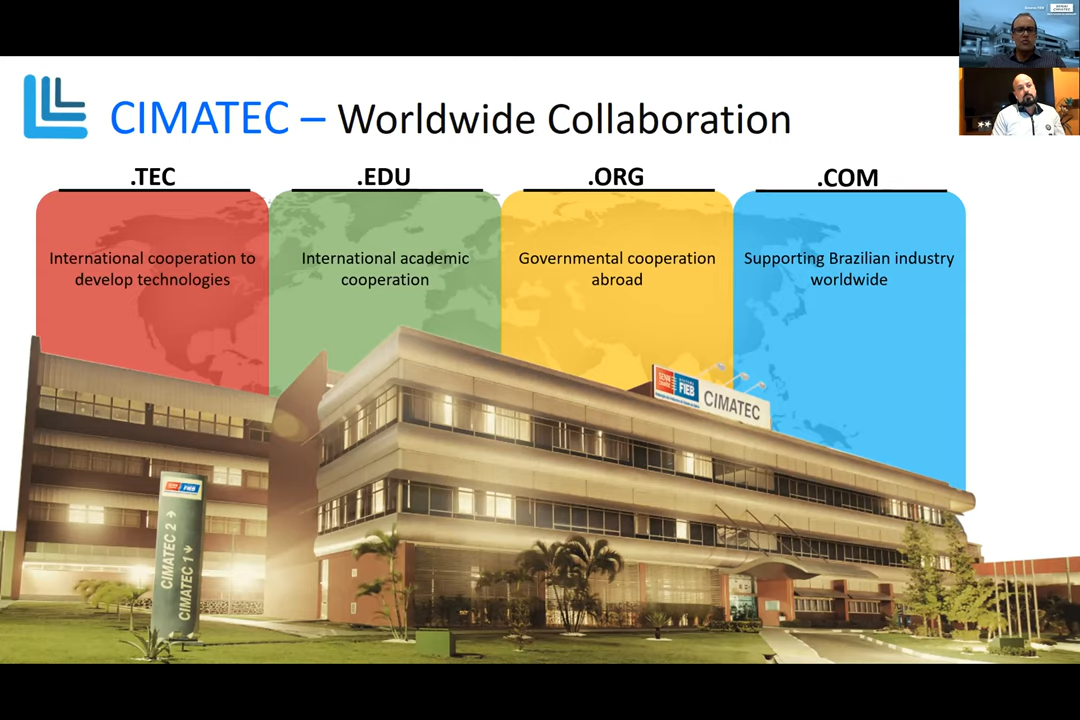 CIMATEC – Worldwide Collaboration
.TEC
International cooperation to
develop technologies
.EDU
International academic
cooperation
.ORG
Governmental cooperation
abroad
.COM
Supporting Brazilian industry
worldwide
FIEB
CIMATEC
FIEB
CIMATEC 2
CIMATEC 1